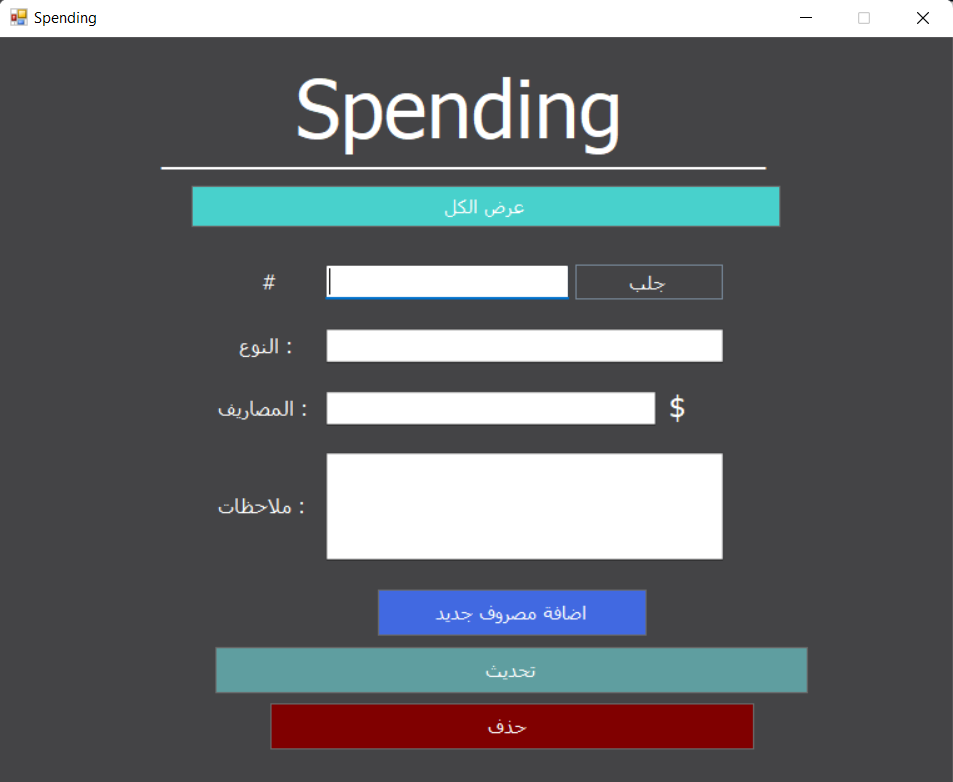 Spending
Spending
عرض الكل
#
جلب
النوع :
المصاريف :
$
ملاحظات :
اضافة مصروف جديد
تحديث
حذف